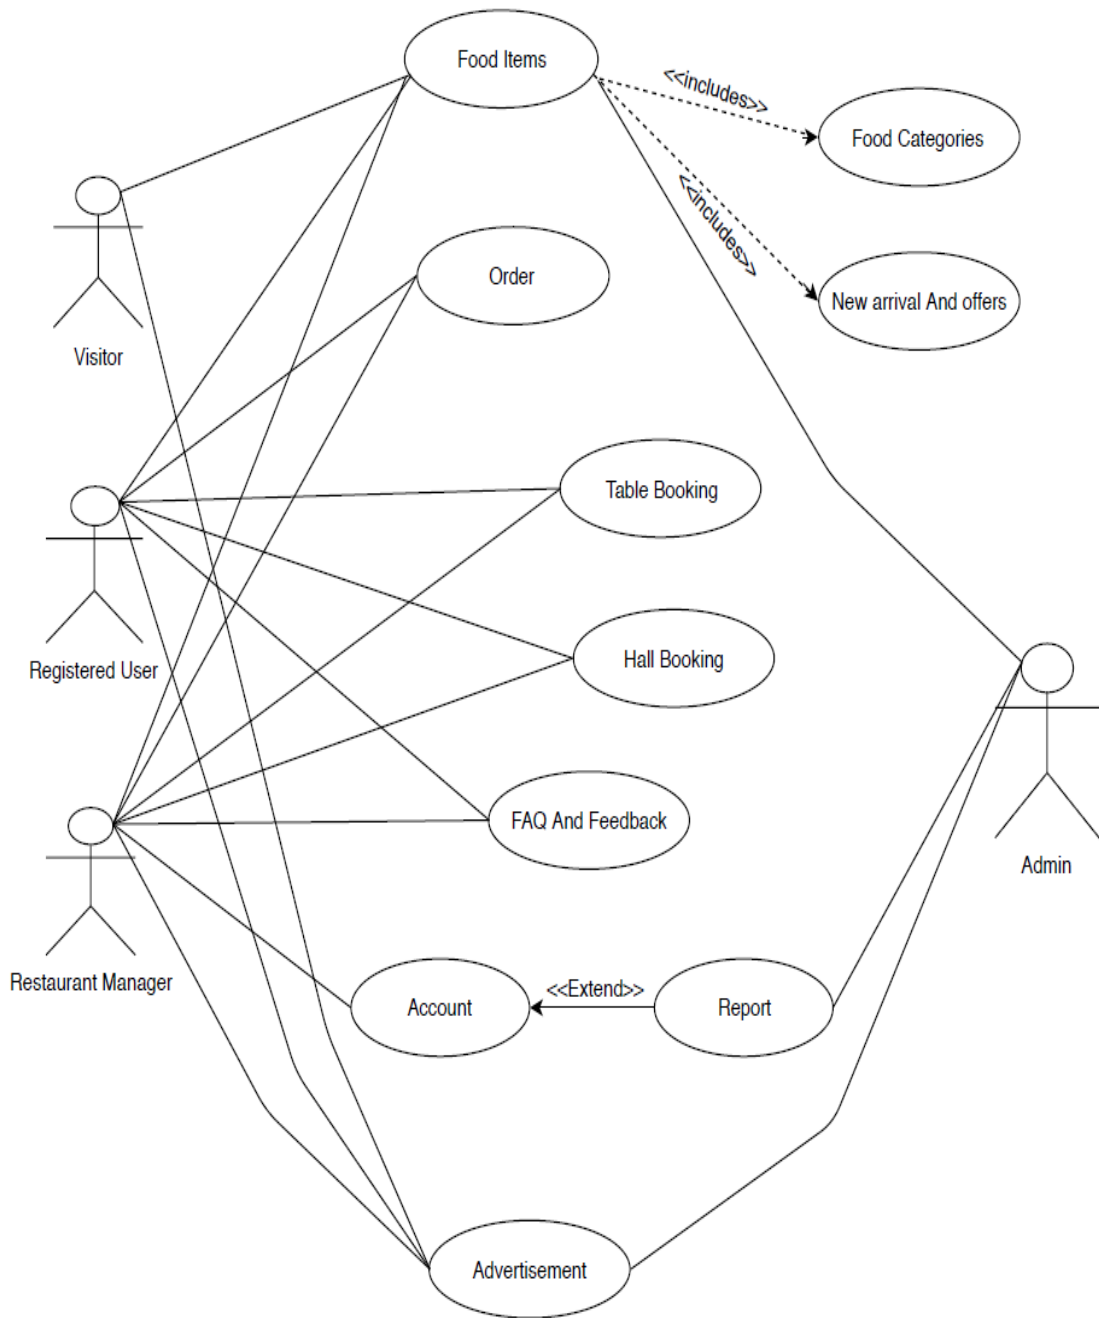 Food Items
<<includes>>
Food Categories
<<includes>>
New arrival And offers
Order
Visitor
Table Booking
Registered User
Hall Booking
FAQ And Feedback
Admin
Restaurant Manager
Account
<<Extend>>
Report
Advertisement